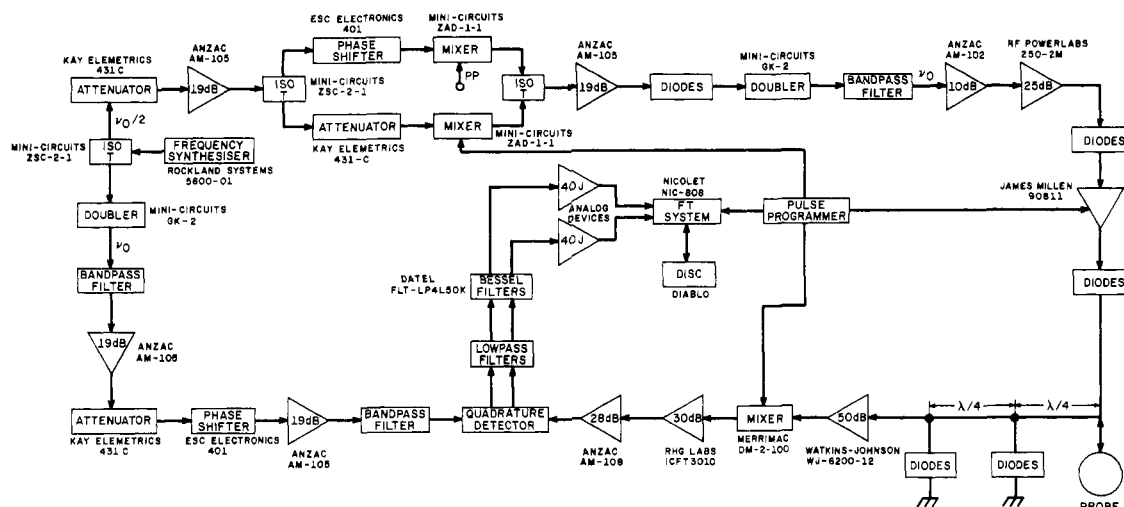 ESC ELECTRONICS
401
PHASE
SHIFTER
MINI-CIRCUITS
ZAD-1-1
MIXER
PP
KAY ELEMETRICS
431C
ATTENUATOR
ANZAC
AM-105
19dB
ISO
T
MINI-CIRCUITS
ZSC-2-1
ATTENUATOR
KAY ELEMETRICS
431-C
MIXER
MINI-CIRCUITS
ZAD-1-1
ISO
T
ANZAC
AM-105
19dB
DIODES
MINI-CIRCUITS
GK-2
DOUBLER
BANDPASS
FILTER
ν₀
ANZAC
AM-102
10dB
RF POWERLABS
250-2M
25dB
DIODES
JAMES MILLEN
90811
DIODES
ν₀/2
MINI-CIRCUITS
ZSC-2-1
ISO
T
FREQUENCY
SYNTHESISER
ROCKLAND SYSTEMS
5600-01
DOUBLER
MINI-CIRCUITS
GK-2
ν₀
BANDPASS
FILTER
19dB
ANZAC
AM-105
ATTENUATOR
KAY ELEMETRICS
431C
PHASE
SHIFTER
ESC ELECTRONICS
401
19dB
ANZAC
AM-105
BANDPASS
FILTER
QUADRATURE
DETECTOR
LOWPASS
FILTERS
DATEL
FLT-LP4L50K
BESSEL
FILTERS
40J
ANALOG
DEVICES
40J
NICOLET
NIC-808
FT
SYSTEM
DISC
DIABLO
PULSE
PROGRAMMER
28dB
ANZAC
AM-108
30dB
RHG LABS
ICFT3010
MIXER
MERRIMAC
DM-2-100
50dB
WATKINS-JOHNSON
WJ-6200-12
λ/4
λ/4
DIODES
DIODES
PROBE